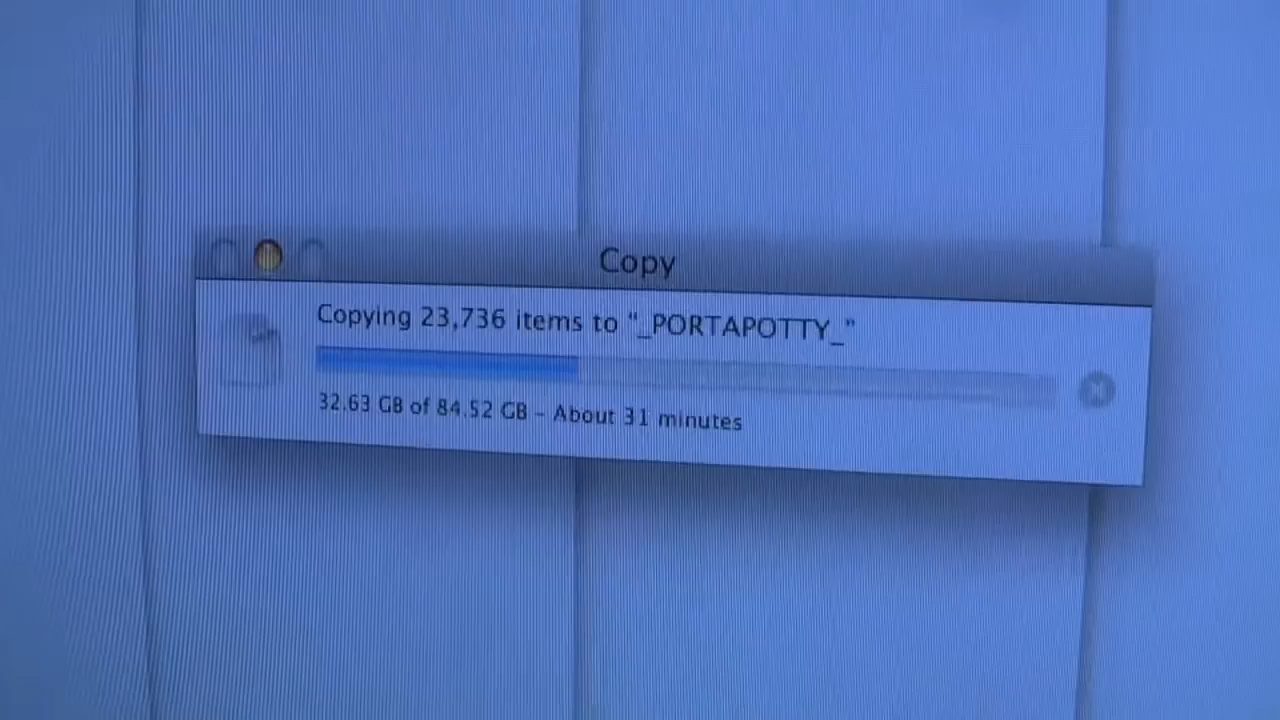 Copy
Copying 23,736 items to "_PORTAPOTTY_"
32.63 GB of 84.52 GB – About 31 minutes